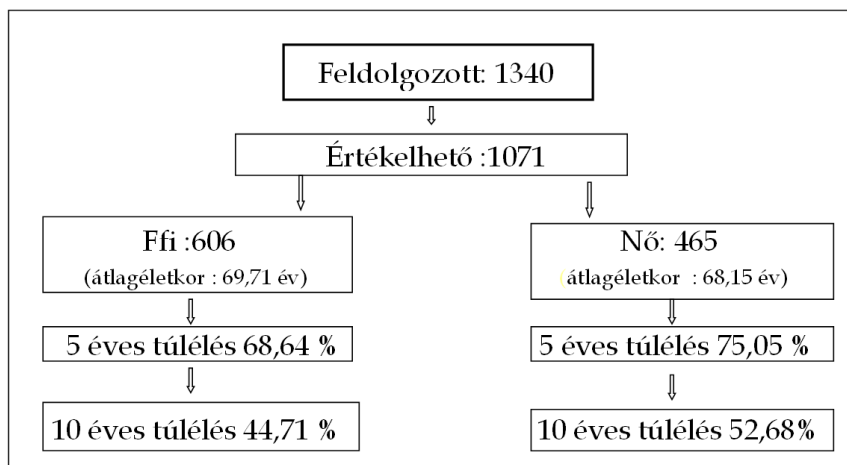 Feldolgozott: 1340
Értékelhető :1071
Ffi :606
(átlagéletkor : 69,71 év)
Nő: 465
(átlagéletkor : 68,15 év)
5 éves túlélés 68,64 %
5 éves túlélés 75,05 %
10 éves túlélés 44,71 %
10 éves túlélés 52,68%